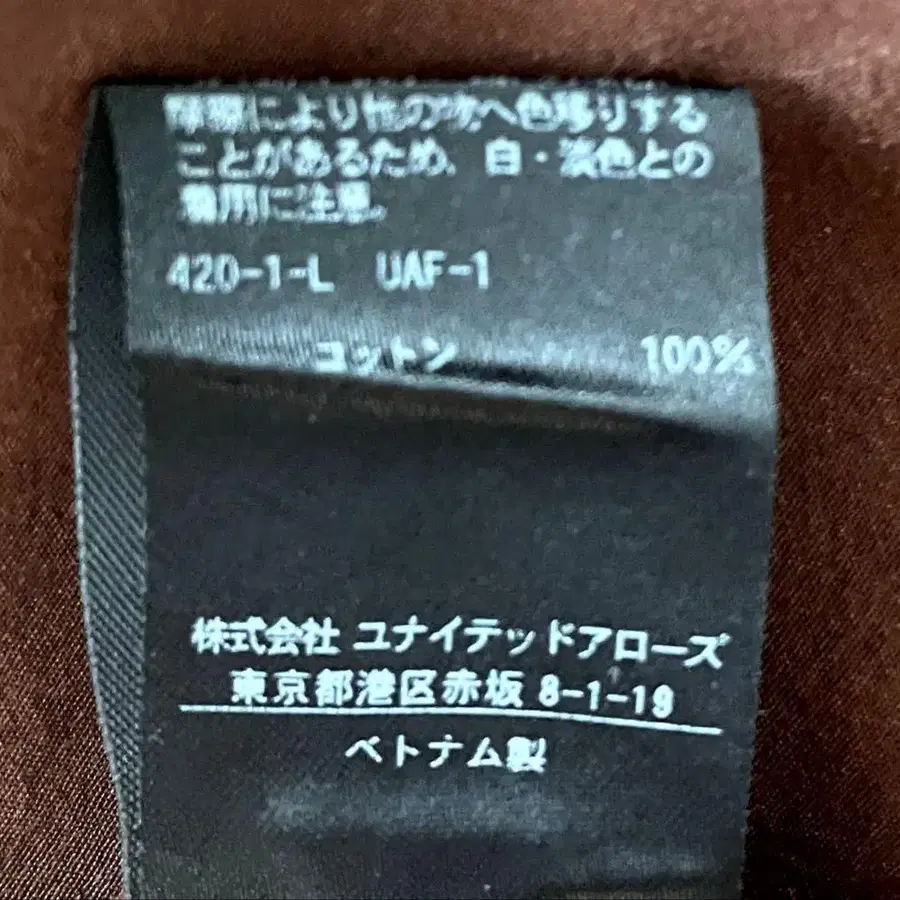 摩擦により他の物へ色移りする
ことがあるため、白・淡色との
着用に注意。
420-1-L UAF-1
コットン 100%
株式会社 ユナイテッドアローズ
東京都港区赤坂 8-1-19
ベトナム製